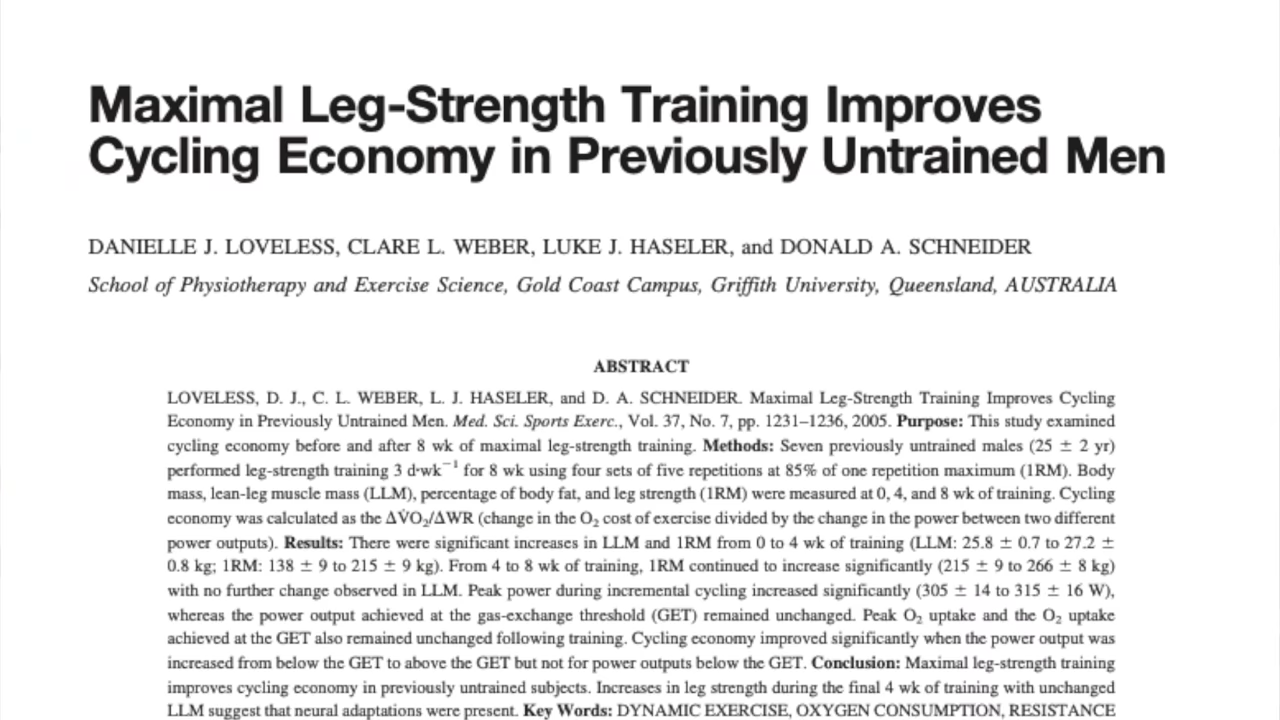 Maximal Leg-Strength Training Improves
Cycling Economy in Previously Untrained Men
DANIELLE J. LOVELESS, CLARE L. WEBER, LUKE J. HASELER, and DONALD A. SCHNEIDER
School of Physiotherapy and Exercise Science, Gold Coast Campus, Griffith University, Queensland, AUSTRALIA
ABSTRACT
LOVELESS, D. J., C. L. WEBER, L. J. HASELER, and D. A. SCHNEIDER. Maximal Leg-Strength Training Improves Cycling
Economy in Previously Untrained Men. Med. Sci. Sports Exerc., Vol. 37, No. 7, pp. 1231–1236, 2005. Purpose: This study examined
cycling economy before and after 8 wk of maximal leg-strength training. Methods: Seven previously untrained males (25 ± 2 yr)
performed leg-strength training 3 d·wk⁻¹ for 8 wk using four sets of five repetitions at 85% of one repetition maximum (1RM). Body
mass, lean-leg muscle mass (LLM), percentage of body fat, and leg strength (1RM) were measured at 0, 4, and 8 wk of training. Cycling
economy was calculated as the ΔV̇O₂/ΔWR (change in the O₂ cost of exercise divided by the change in the power between two different
power outputs). Results: There were significant increases in LLM and 1RM from 0 to 4 wk of training (LLM: 25.8 ± 0.7 to 27.2 ±
0.8 kg; 1RM: 138 ± 9 to 215 ± 9 kg). From 4 to 8 wk of training, 1RM continued to increase significantly (215 ± 9 to 266 ± 8 kg)
with no further change observed in LLM. Peak power during incremental cycling increased significantly (305 ± 14 to 315 ± 16 W),
whereas the power output achieved at the gas-exchange threshold (GET) remained unchanged. Peak O₂ uptake and the O₂ uptake
achieved at the GET also remained unchanged following training. Cycling economy improved significantly when the power output was
increased from below the GET to above the GET but not for power outputs below the GET. Conclusion: Maximal leg-strength training
improves cycling economy in previously untrained subjects. Increases in leg strength during the final 4 wk of training with unchanged
LLM suggest that neural adaptations were present. Key Words: DYNAMIC EXERCISE, OXYGEN CONSUMPTION, RESISTANCE